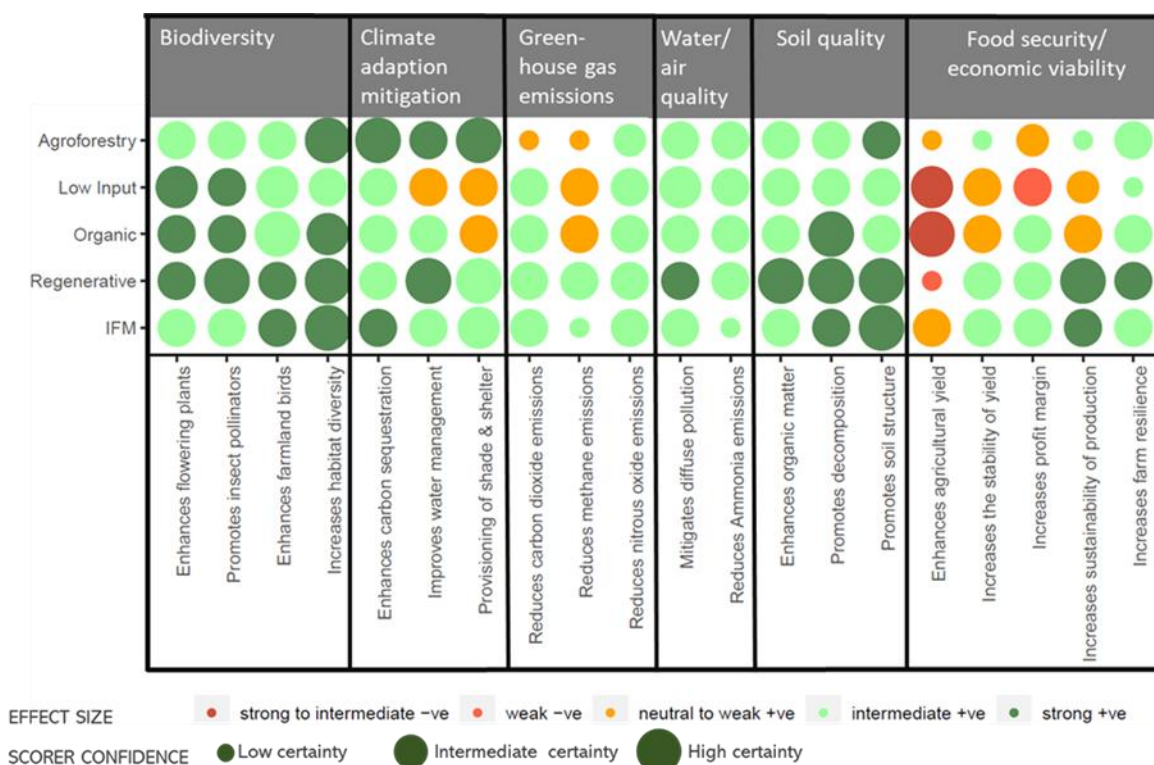 Biodiversity
Climate
adaption
mitigation
Green-
house gas
emissions
Water/
air
quality
Soil quality
Food security/
economic viability
Agroforestry
Low Input
Organic
Regenerative
IFM
Enhances flowering plants
Promotes insect pollinators
Enhances farmland birds
Increases habitat diversity
Enhances carbon sequestration
Improves water management
Provisioning of shade & shelter
Reduces carbon dioxide emissions
Reduces methane emissions
Reduces nitrous oxide emissions
Mitigates diffuse pollution
Reduces Ammonia emissions
Enhances organic matter
Promotes decomposition
Promotes soil structure
Enhances agricultural yield
Increases the stability of yield
Increases profit margin
Increases sustainability of production
Increases farm resilience
EFFECT SIZE strong to intermediate −ve weak −ve neutral to weak +ve intermediate +ve strong +ve
SCORER CONFIDENCE Low certainty Intermediate certainty High certainty